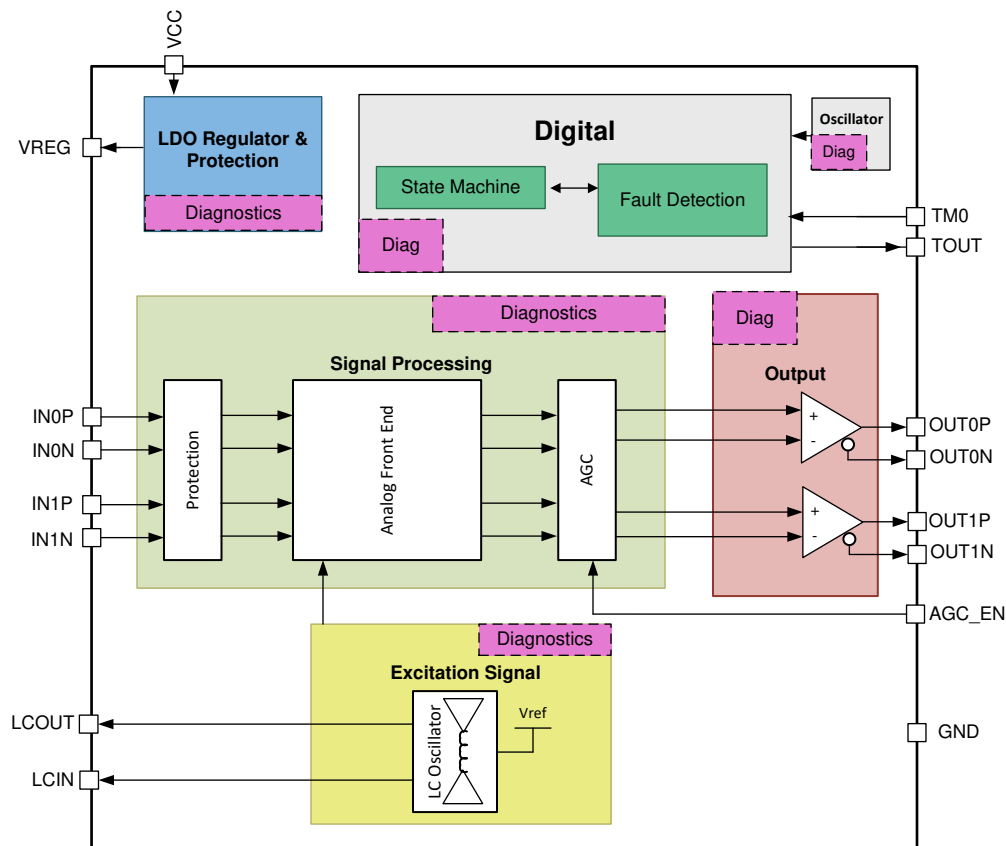 VCC
VREG
LDO Regulator &
Protection
Diagnostics
Digital
State Machine
Fault Detection
Diag
Oscillator
Diag
TM0
TOUT
Diagnostics
Signal Processing
Protection
Analog Front End
AGC
IN0P
IN0N
IN1P
IN1N
Diag
Output
+
-
+
-
OUT0P
OUT0N
OUT1P
OUT1N
AGC_EN
Diagnostics
Excitation Signal
LC Oscillator
Vref
LCOUT
LCIN
GND